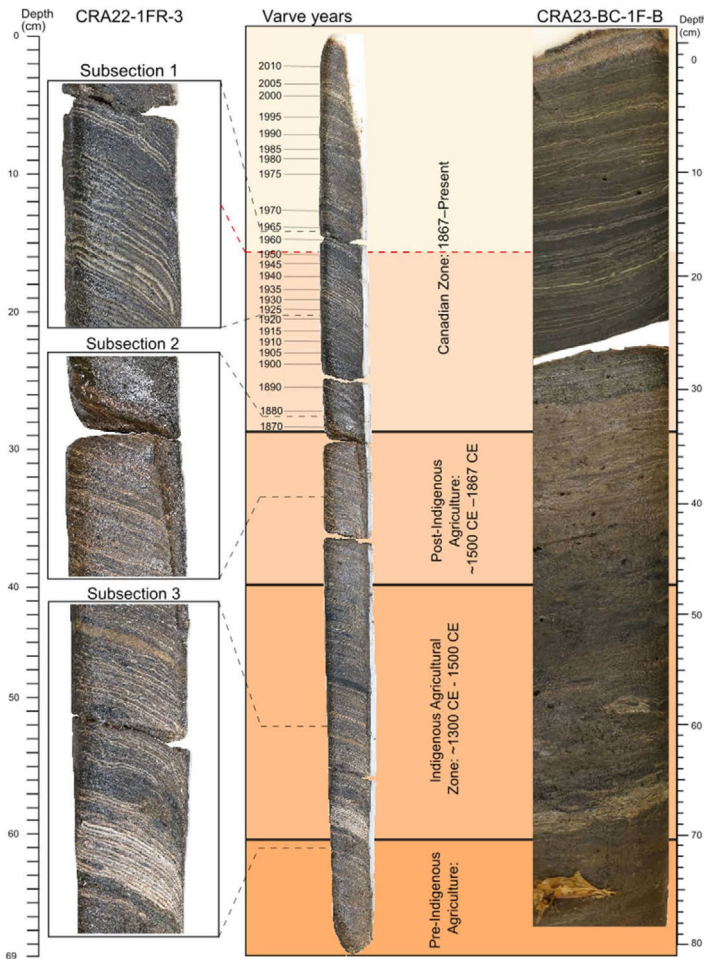 Depth
(cm)
CRA22-1FR-3
Varve years
CRA23-BC-1F-B
Depth
(cm)
0
10
20
30
40
50
60
69
Subsection 1
Subsection 2
Subsection 3
2010
2005
2000
1995
1990
1985
1980
1975
1970
1965
1960
1950
1945
1940
1935
1930
1925
1920
1915
1910
1905
1900
1890
1880
1870
Canadian Zone: 1867–Present
Post-Indigenous
Agriculture:
~1500 CE –1867 CE
Indigenous Agricultural
Zone: ~1300 CE - 1500 CE
Pre-Indigenous
Agriculture:
0
10
20
30
40
50
60
70
80